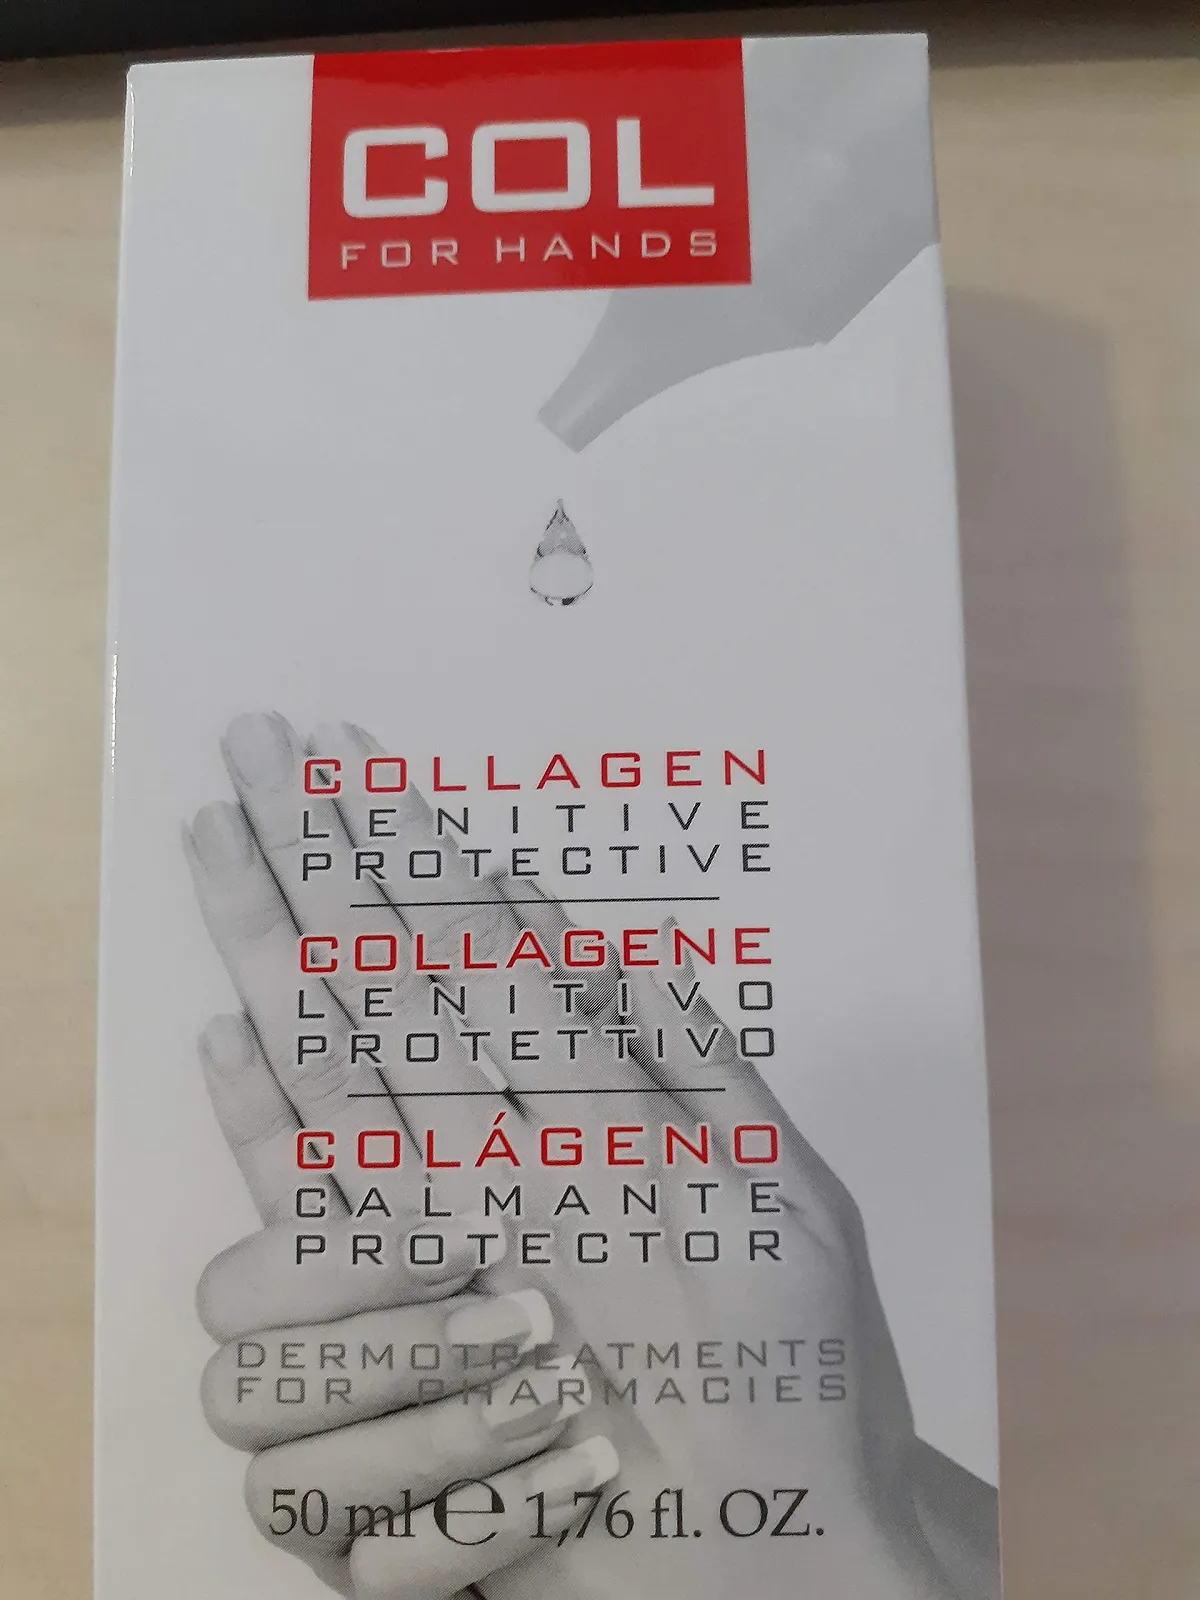 COL
FOR HANDS
COLLAGEN
LENITIVE
PROTECTIVE
COLLAGENE
LENITIVO
PROTETTIVO
COLÁGENO
CALMANTE
PROTECTOR
DERMOTREATMENTS
FOR PHARMACIES
50 ml ℮ 1,76 fl. OZ.